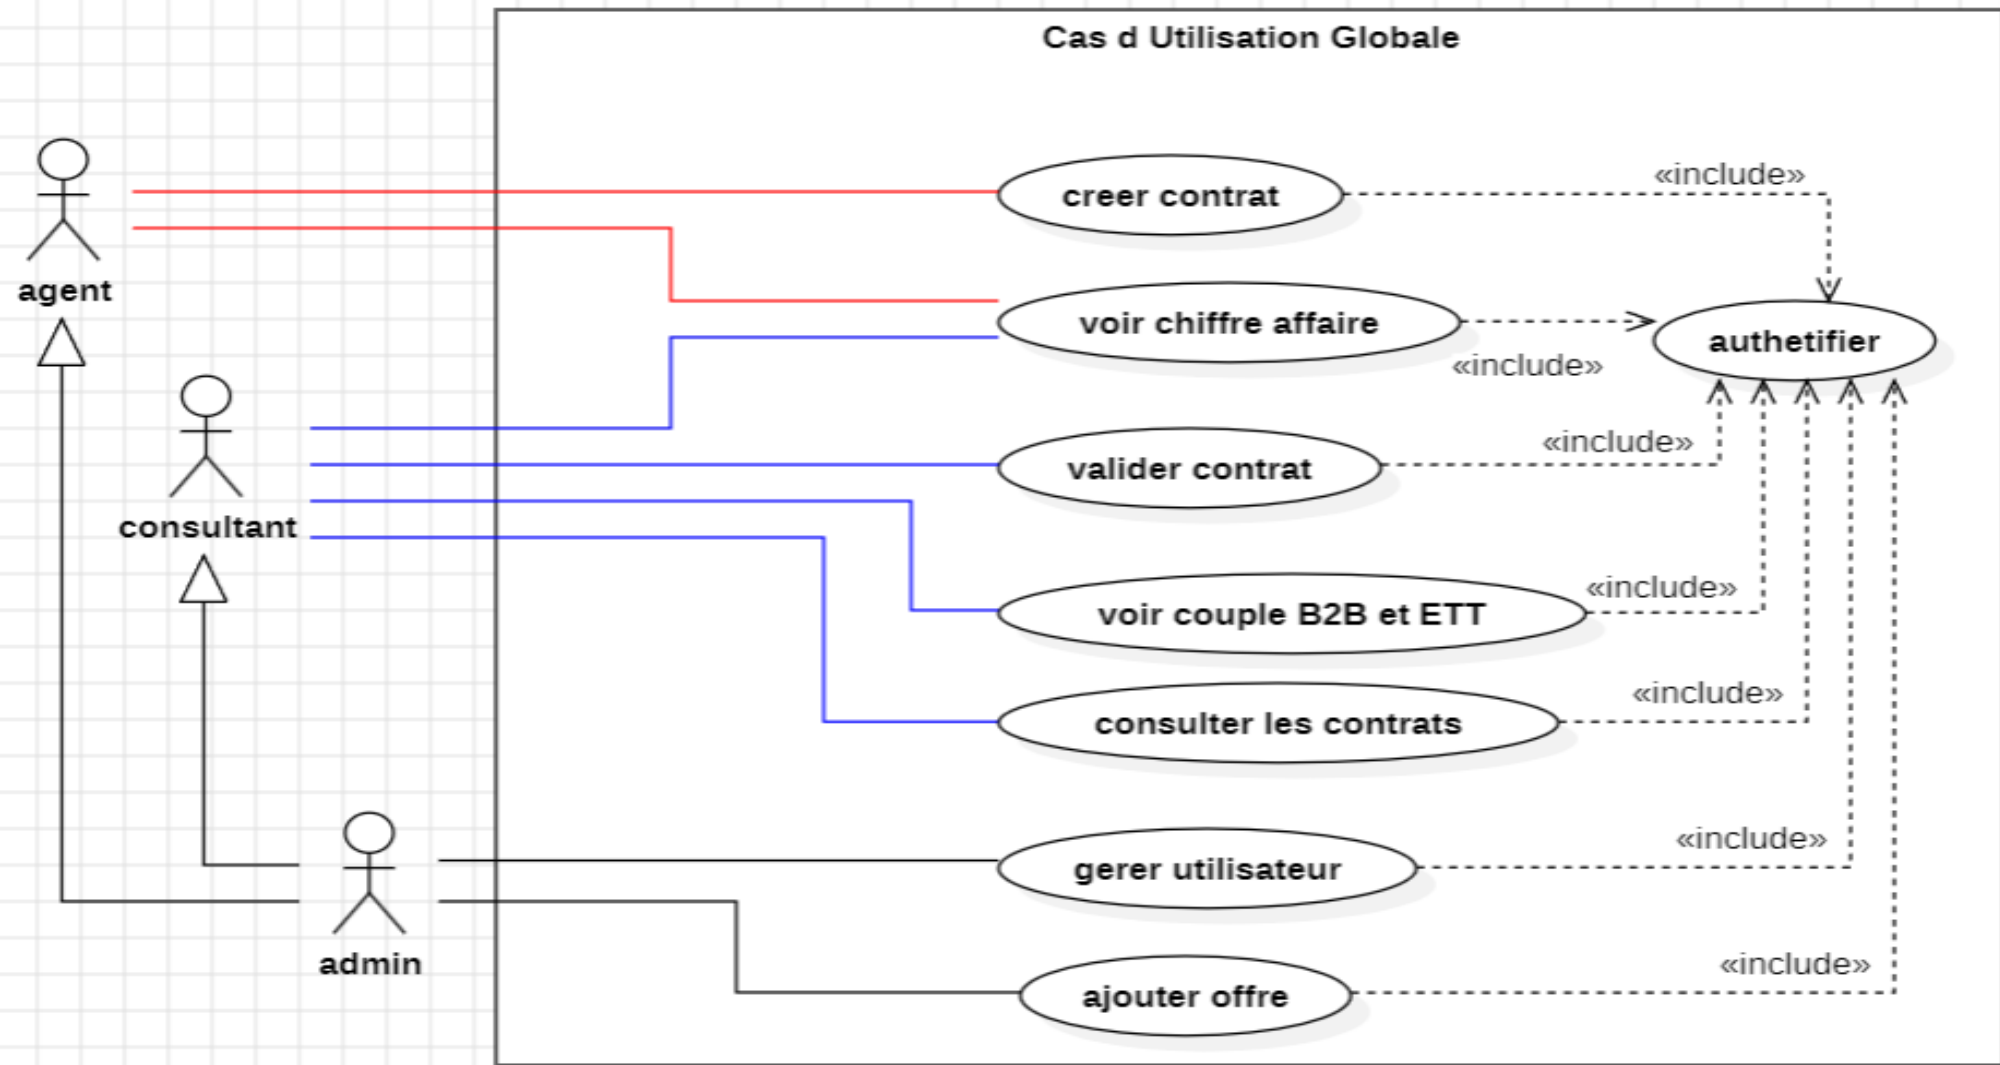 Cas d Utilisation Globale
creer contrat
«include»
agent
voir chiffre affaire
«include»
authetifier
consultant
valider contrat
«include»
voir couple B2B et ETT
«include»
consulter les contrats
«include»
admin
gerer utilisateur
«include»
ajouter offre
«include»